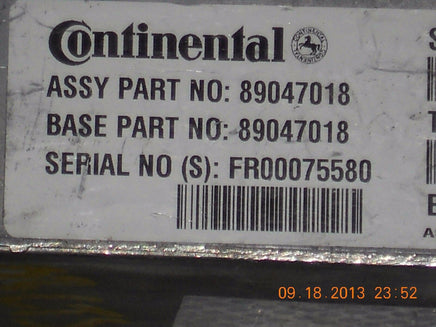 Continental
ASSY PART NO: 89047018
BASE PART NO: 89047018
SERIAL NO (S): FR00075580
09.18.2013 23:52